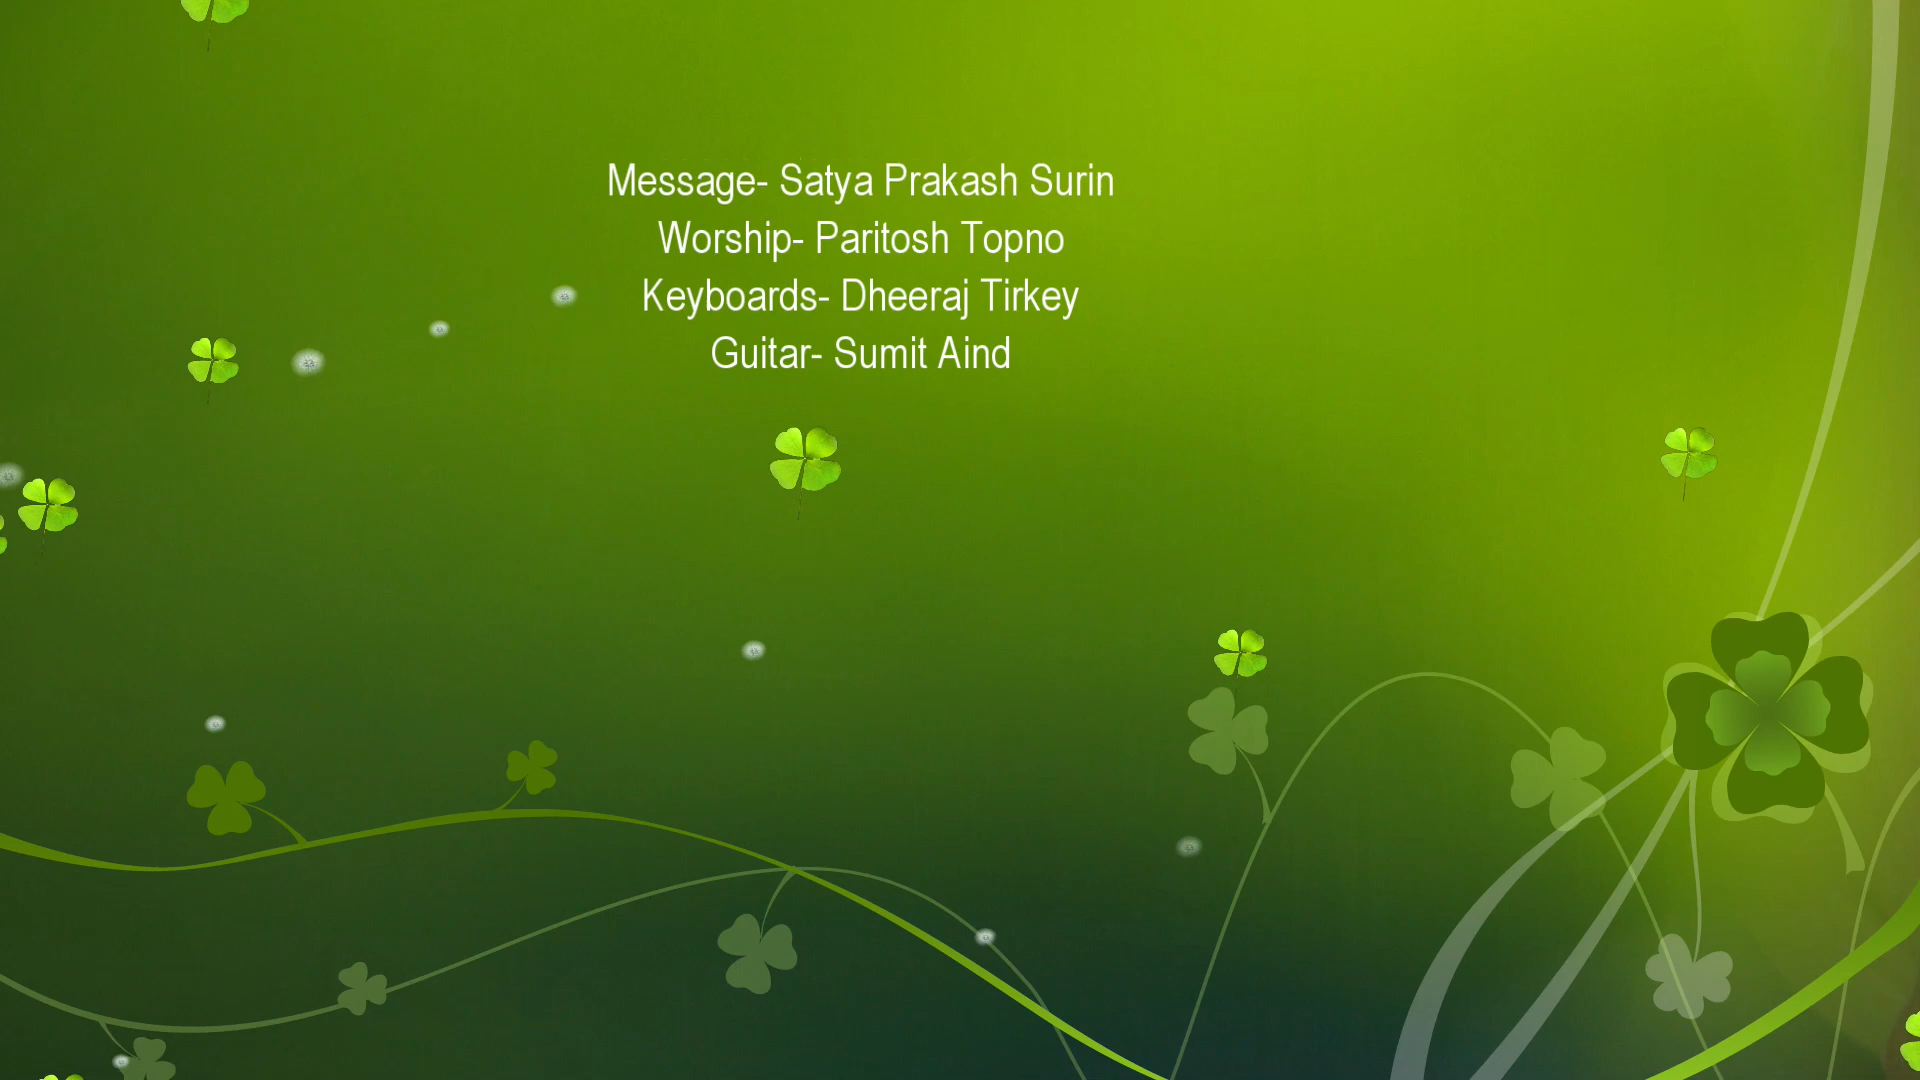 Message- Satya Prakash Surin
Worship- Paritosh Topno
Keyboards- Dheeraj Tirkey
Guitar- Sumit Aind